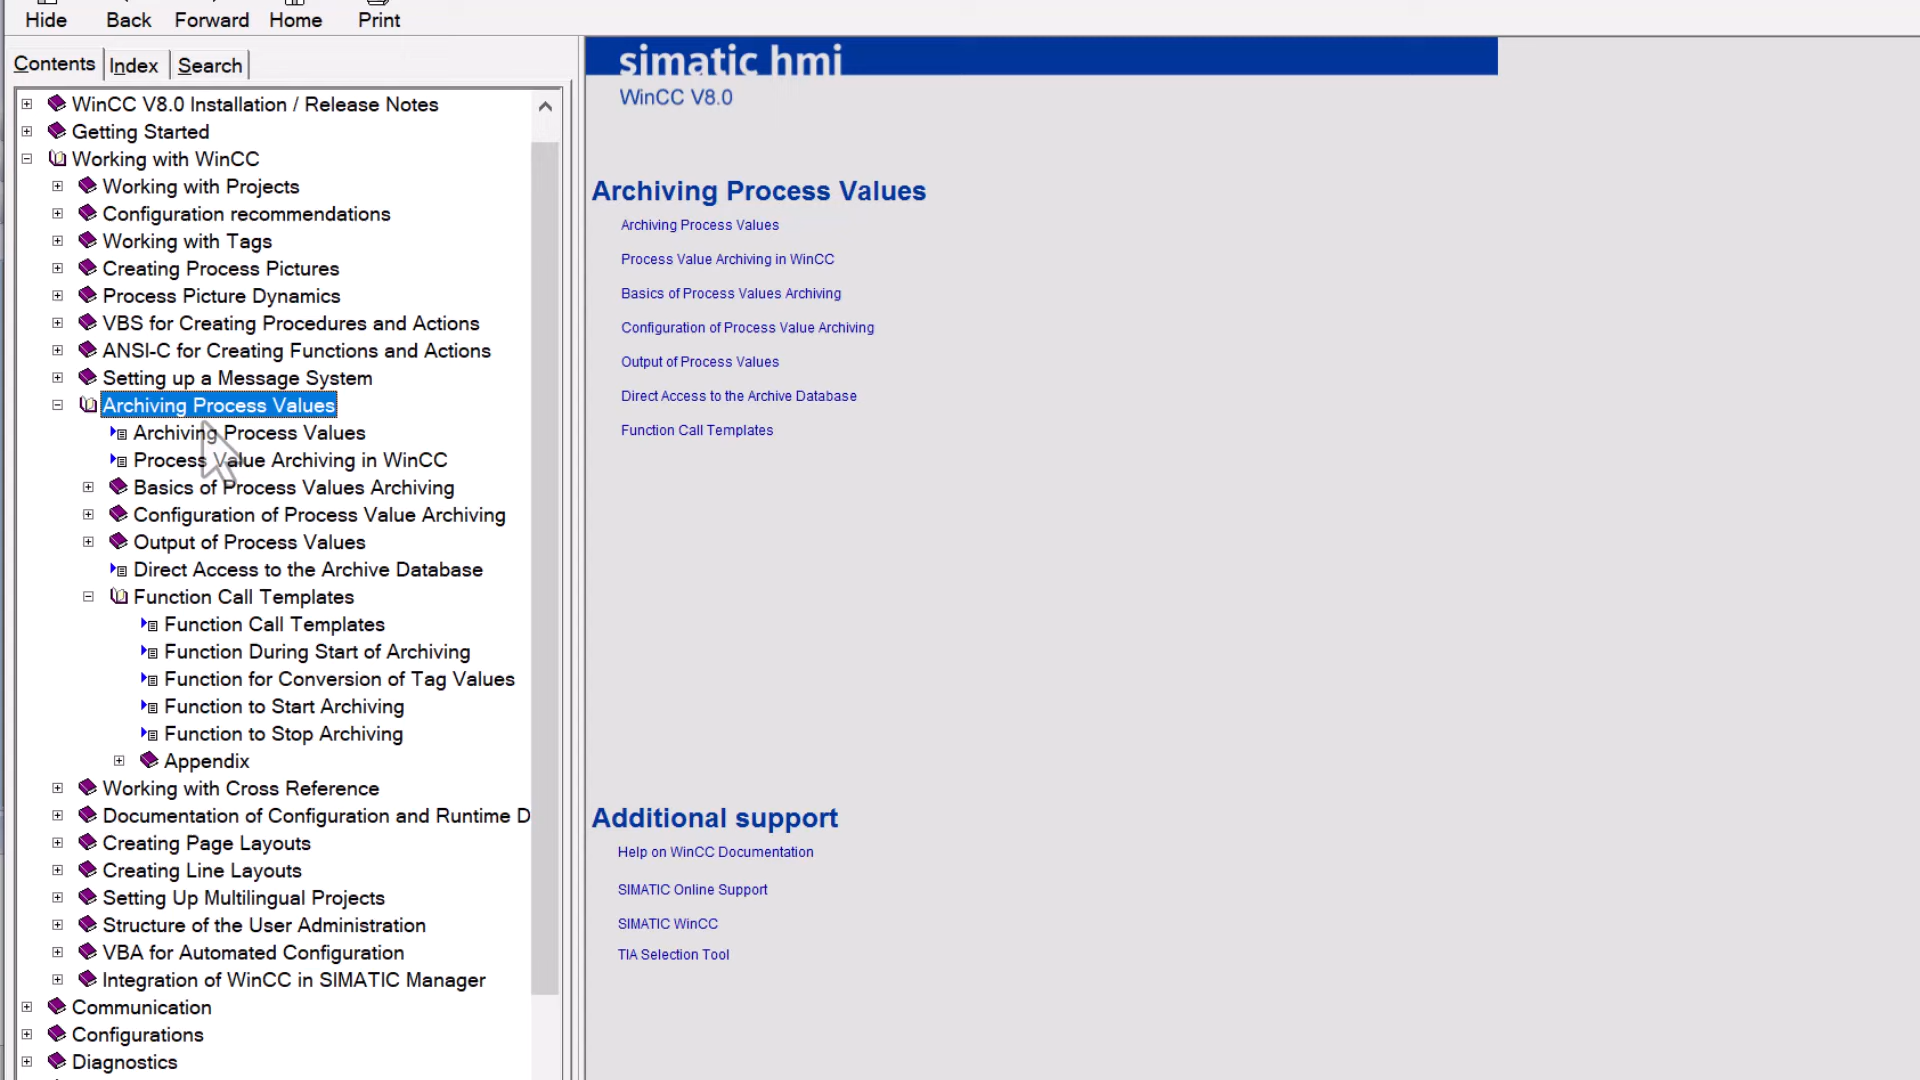 Hide Back Forward Home Print
Contents Index Search
WinCC V8.0 Installation / Release Notes
Getting Started
Working with WinCC
Working with Projects
Configuration recommendations
Working with Tags
Creating Process Pictures
Process Picture Dynamics
VBS for Creating Procedures and Actions
ANSI-C for Creating Functions and Actions
Setting up a Message System
Archiving Process Values
Archiving Process Values
Process Value Archiving in WinCC
Basics of Process Values Archiving
Configuration of Process Value Archiving
Output of Process Values
Direct Access to the Archive Database
Function Call Templates
Function Call Templates
Function During Start of Archiving
Function for Conversion of Tag Values
Function to Start Archiving
Function to Stop Archiving
Appendix
Working with Cross Reference
Documentation of Configuration and Runtime D
Creating Page Layouts
Creating Line Layouts
Setting Up Multilingual Projects
Structure of the User Administration
VBA for Automated Configuration
Integration of WinCC in SIMATIC Manager
Communication
Configurations
Diagnostics
simatic hmi
WinCC V8.0
Archiving Process Values
Archiving Process Values
Process Value Archiving in WinCC
Basics of Process Values Archiving
Configuration of Process Value Archiving
Output of Process Values
Direct Access to the Archive Database
Function Call Templates
Additional support
Help on WinCC Documentation
SIMATIC Online Support
SIMATIC WinCC
TIA Selection Tool